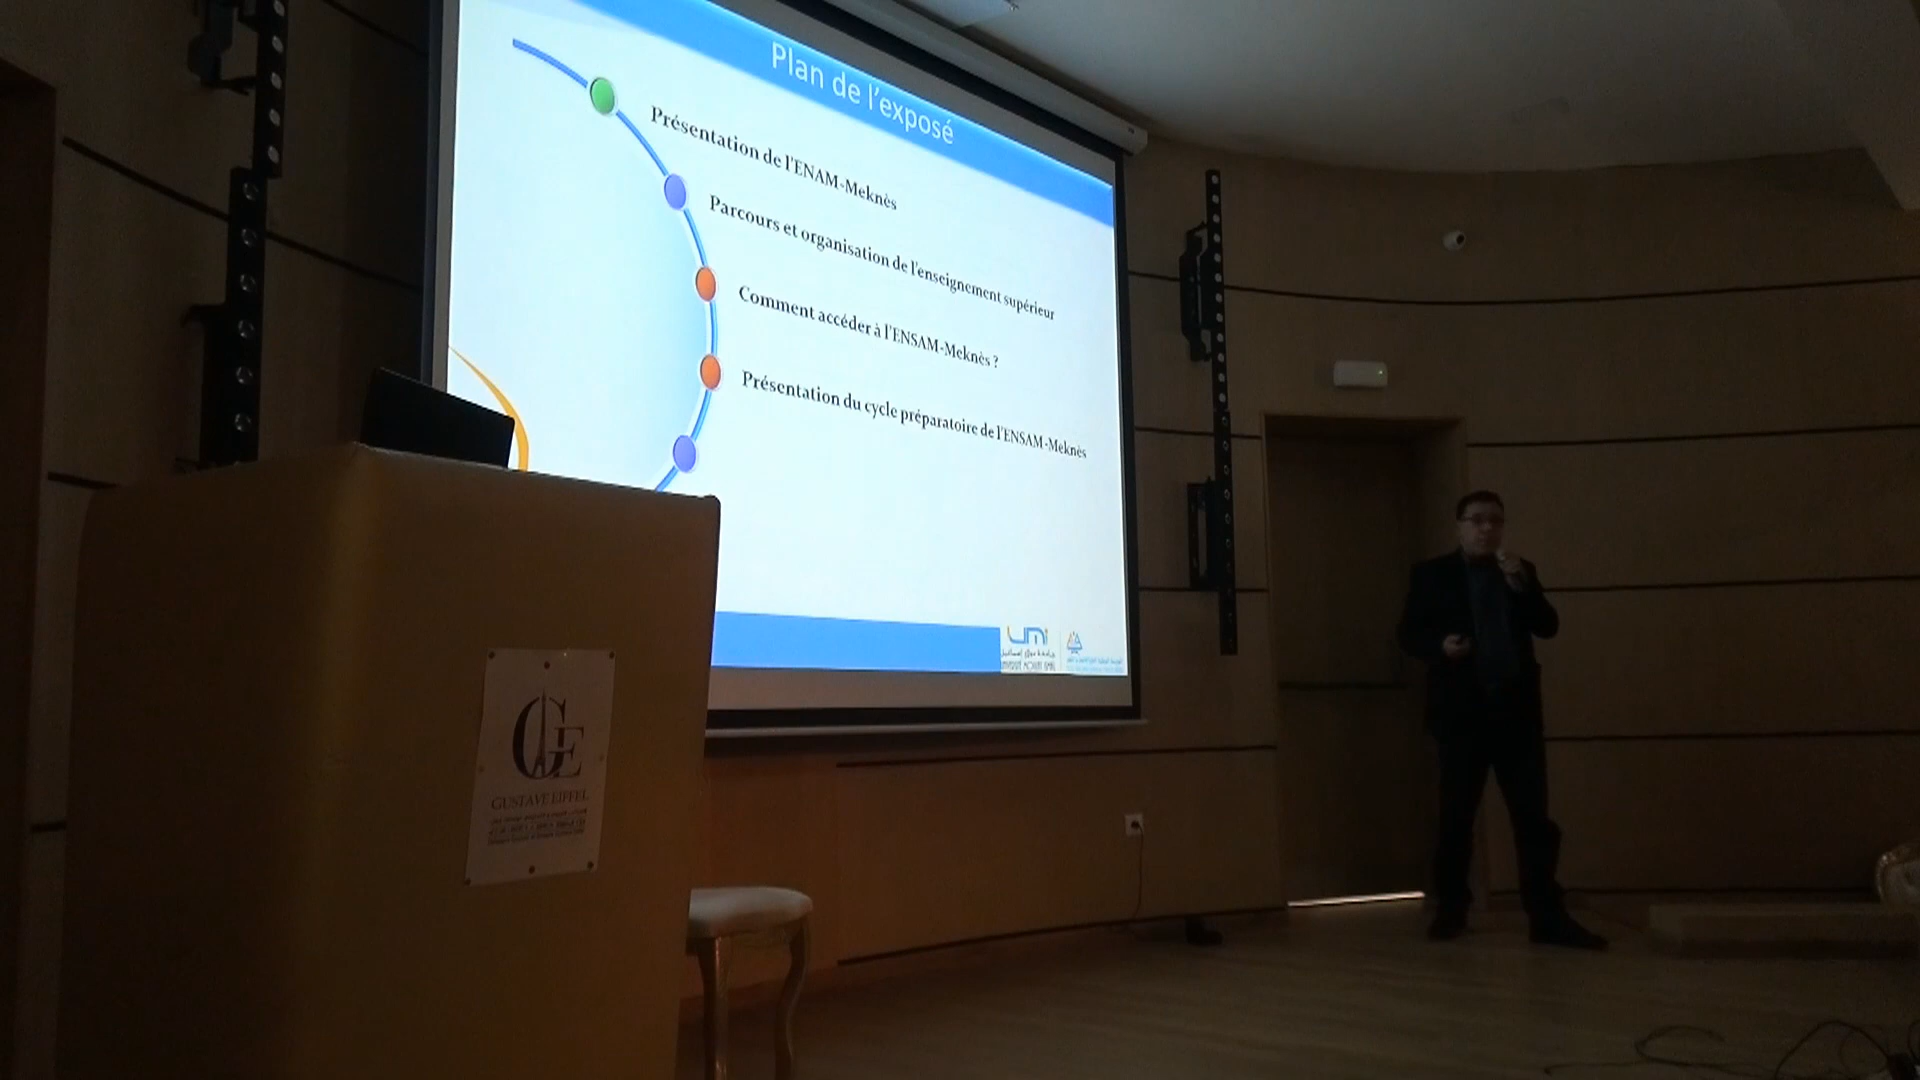 Plan de l'exposé
Présentation de l'ENAM-Meknès
Parcours et organisation de l'enseignement supérieur
Comment accéder à l'ENSAM-Meknès ?
Présentation du cycle préparatoire de l'ENSAM-Meknès
umi
GE
GUSTAVE EIFFEL